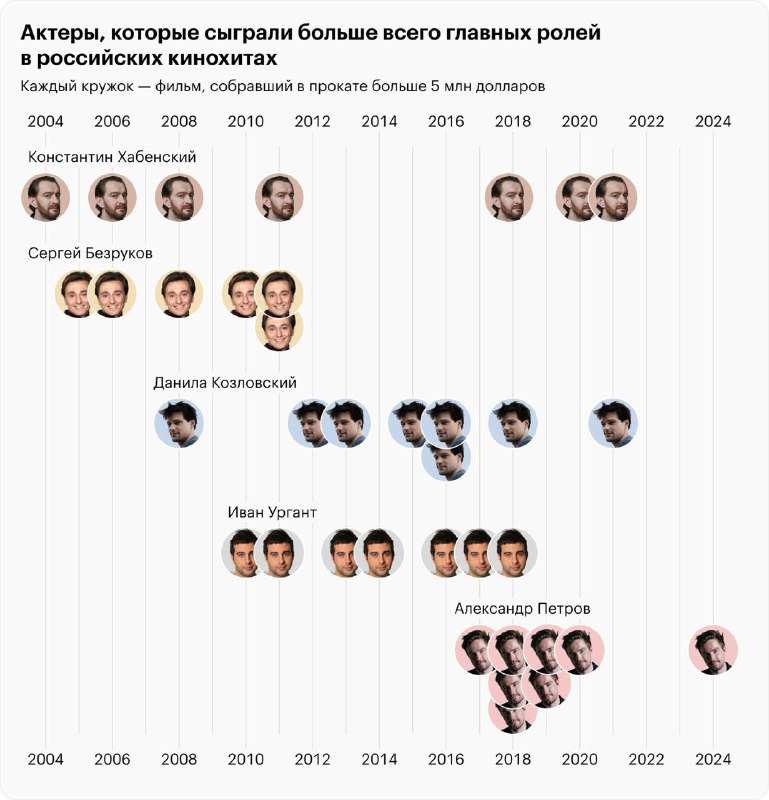 Актеры, которые сыграли больше всего главных ролей
в российских кинохитах
Каждый кружок — фильм, собравший в прокате больше 5 млн долларов
2004 2006 2008 2010 2012 2014 2016 2018 2020 2022 2024
Константин Хабенский
Сергей Безруков
Данила Козловский
Иван Ургант
Александр Петров
2004 2006 2008 2010 2012 2014 2016 2018 2020 2022 2024